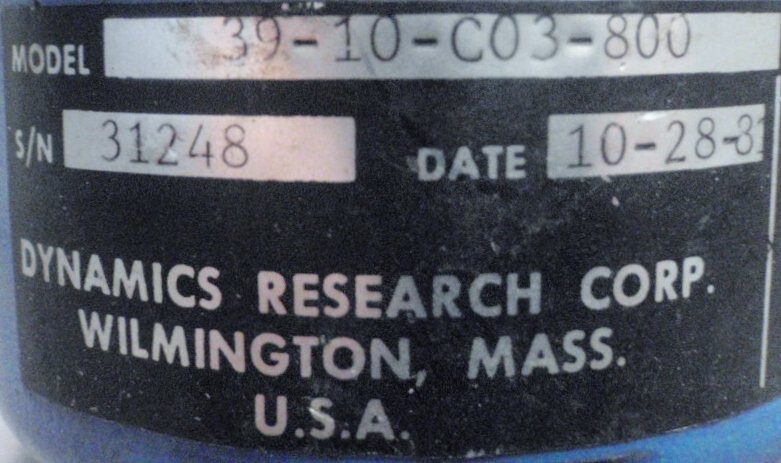 MODEL 39-10-C03-800
S/N 31248 DATE 10-28-81
DYNAMICS RESEARCH CORP.
WILMINGTON, MASS.
U.S.A.